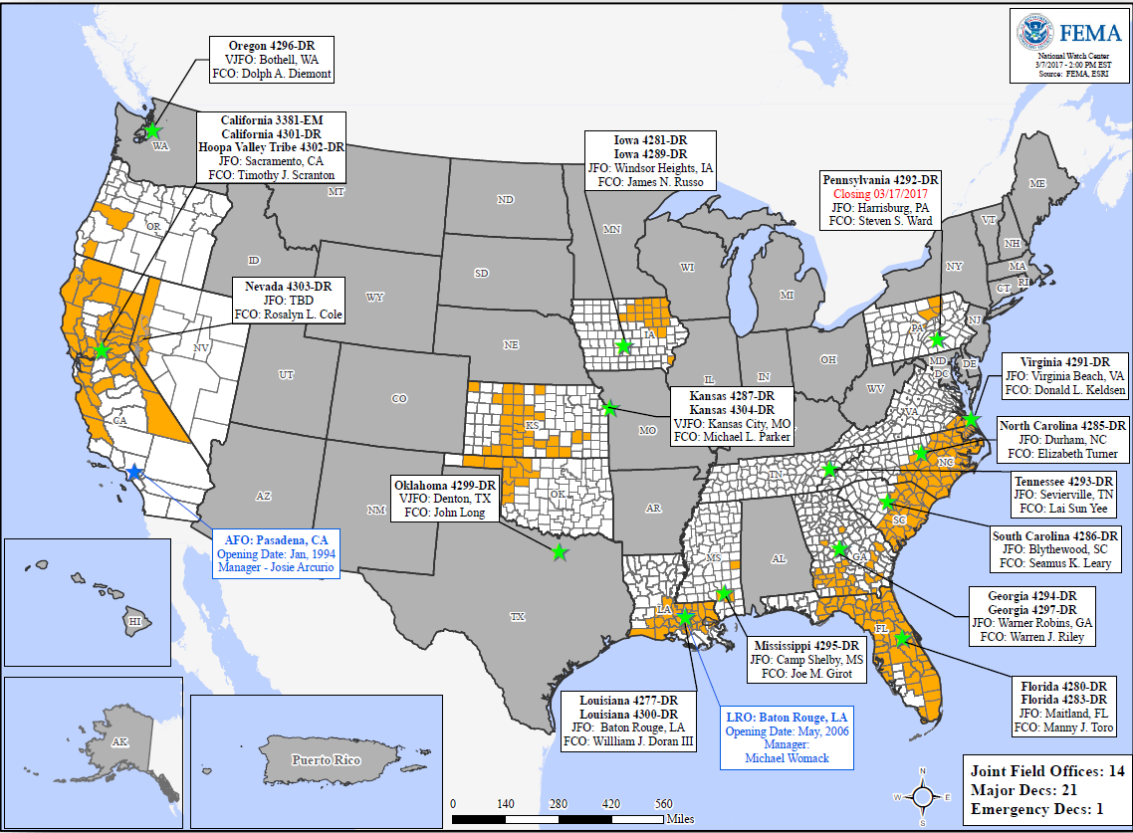 FEMA
National Watch Center
3/7/2017 - 2:00 PM EST
Source: FEMA, ESRI
Oregon 4296-DR
VJFO: Bothell, WA
FCO: Dolph A. Diemont
California 3381-EM
California 4301-DR
Hoopa Valley Tribe 4302-DR
JFO: Sacramento, CA
FCO: Timothy J. Scranton
Iowa 4281-DR
Iowa 4289-DR
JFO: Windsor Heights, IA
FCO: James N. Russo
Pennsylvania 4292-DR
Closing 03/17/2017
JFO: Harrisburg, PA
FCO: Steven S. Ward
Nevada 4303-DR
JFO: TBD
FCO: Rosalyn L. Cole
Virginia 4291-DR
JFO: Virginia Beach, VA
FCO: Donald L. Keldsen
Kansas 4287-DR
Kansas 4304-DR
VJFO: Kansas City, MO
FCO: Michael L. Parker
North Carolina 4285-DR
JFO: Durham, NC
FCO: Elizabeth Turner
Oklahoma 4299-DR
VJFO: Denton, TX
FCO: John Long
Tennessee 4293-DR
JFO: Sevierville, TN
FCO: Lai Sun Yee
South Carolina 4286-DR
JFO: Blythewood, SC
FCO: Seamus K. Leary
AFO: Pasadena, CA
Opening Date: Jan, 1994
Manager - Josie Arcurio
Georgia 4294-DR
Georgia 4297-DR
JFO: Warner Robins, GA
FCO: Warren J. Riley
Mississippi 4295-DR
JFO: Camp Shelby, MS
FCO: Joe M. Girot
Florida 4280-DR
Florida 4283-DR
JFO: Maitland, FL
FCO: Manny J. Toro
Louisiana 4277-DR
Louisiana 4300-DR
JFO: Baton Rouge, LA
FCO: Willliam J. Doran III
LRO: Baton Rouge, LA
Opening Date: May, 2006
Manager:
Michael Womack
WA
MT
ND
MN
ME
OR
ID
SD
WI
MI
NY
VT
NH
MA
CT
RI
WY
NE
IA
PA
NJ
NV
UT
CO
IL
IN
OH
MD
DE
DC
WV
VA
CA
KS
MO
AZ
NM
OK
AR
TN
NC
SC
MS
AL
GA
TX
LA
FL
HI
AK
Puerto Rico
N
W
E
S
0 140 280 420 560
Miles
Joint Field Offices: 14
Major Decs: 21
Emergency Decs: 1